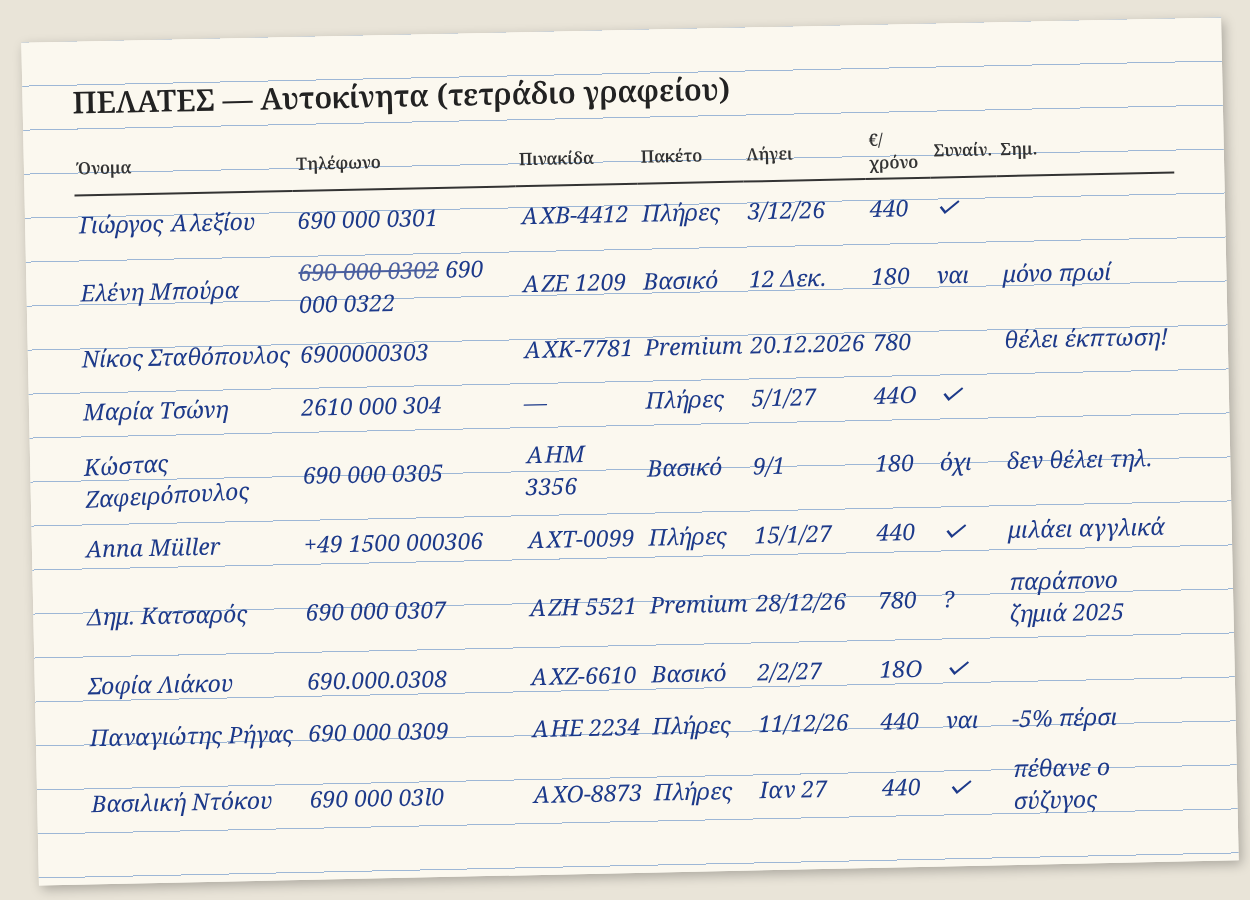 ΠΕΛΑΤΕΣ — Αυτοκίνητα (τετράδιο γραφείου)
Όνομα Τηλέφωνο Πινακίδα Πακέτο Λήγει €/χρόνο Συναίν. Σημ.
Γιώργος Αλεξίου 690 000 0301 ΑΧΒ-4412 Πλήρες 3/12/26 440 ✓
Ελένη Μπούρα 690 000 0302 690 000 0322 ΑΖΕ 1209 Βασικό 12 Δεκ. 180 ναι μόνο πρωί
Νίκος Σταθόπουλος 6900000303 ΑΧΚ-7781 Premium 20.12.2026 780 θέλει έκπτωση!
Μαρία Τσώνη 2610 000 304 — Πλήρες 5/1/27 44O ✓
Κώστας Ζαφειρόπουλος 690 000 0305 ΑΗΜ 3356 Βασικό 9/1 180 όχι δεν θέλει τηλ.
Anna Müller +49 1500 000306 ΑΧΤ-0099 Πλήρες 15/1/27 440 ✓ μιλάει αγγλικά
Δημ. Κατσαρός 690 000 0307 ΑΖΗ 5521 Premium 28/12/26 780 ? παράπονο ζημιά 2025
Σοφία Λιάκου 690.000.0308 ΑΧΖ-6610 Βασικό 2/2/27 18O ✓
Παναγιώτης Ρήγας 690 000 0309 ΑΗΕ 2234 Πλήρες 11/12/26 440 ναι -5% πέρσι
Βασιλική Ντόκου 690 000 03l0 ΑΧΟ-8873 Πλήρες Ιαν 27 440 ✓ πέθανε ο σύζυγος